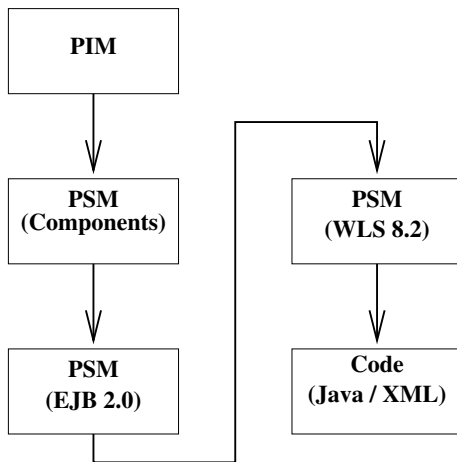 PIM
PSM
(Components)
PSM
(EJB 2.0)
PSM
(WLS 8.2)
Code
(Java / XML)